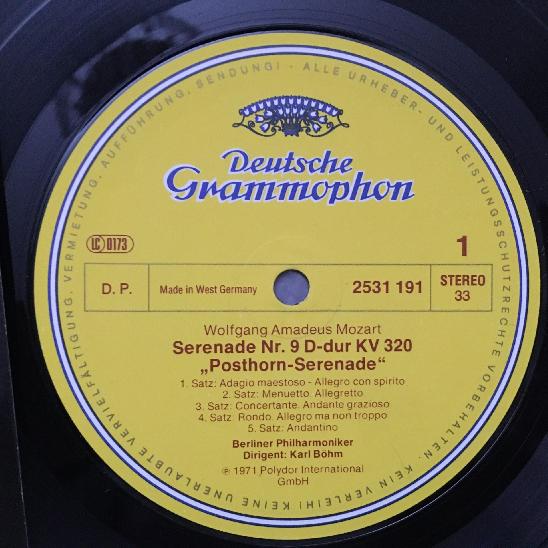 Deutsche
Grammophon
LC 0173
1
D. P.
Made in West Germany
2531 191
STEREO
33
Wolfgang Amadeus Mozart
Serenade Nr. 9 D-dur KV 320
„Posthorn-Serenade“
1. Satz: Adagio maestoso - Allegro con spirito
2. Satz: Menuetto. Allegretto
3. Satz: Concertante. Andante grazioso
4. Satz: Rondo. Allegro ma non troppo
5. Satz: Andantino
Berliner Philharmoniker
Dirigent: Karl Böhm
℗ 1971 Polydor International
GmbH
ALLE URHEBER- UND LEISTUNGSSCHUTZRECHTE VORBEHALTEN. KEIN VERLEIH! KEINE UNERLAUBTE VERVIELFÄLTIGUNG, VERMIETUNG, AUFFÜHRUNG, SENDUNG! -